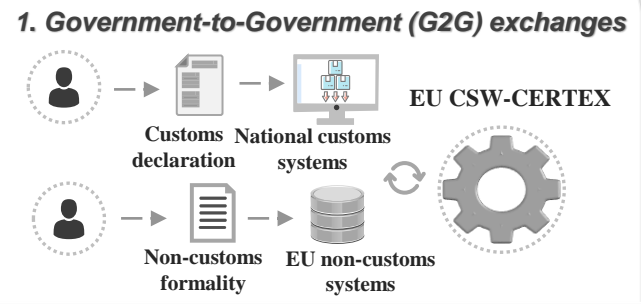 1. Government-to-Government (G2G) exchanges
EU CSW-CERTEX
Customs
declaration
National customs
systems
Non-customs
formality
EU non-customs
systems